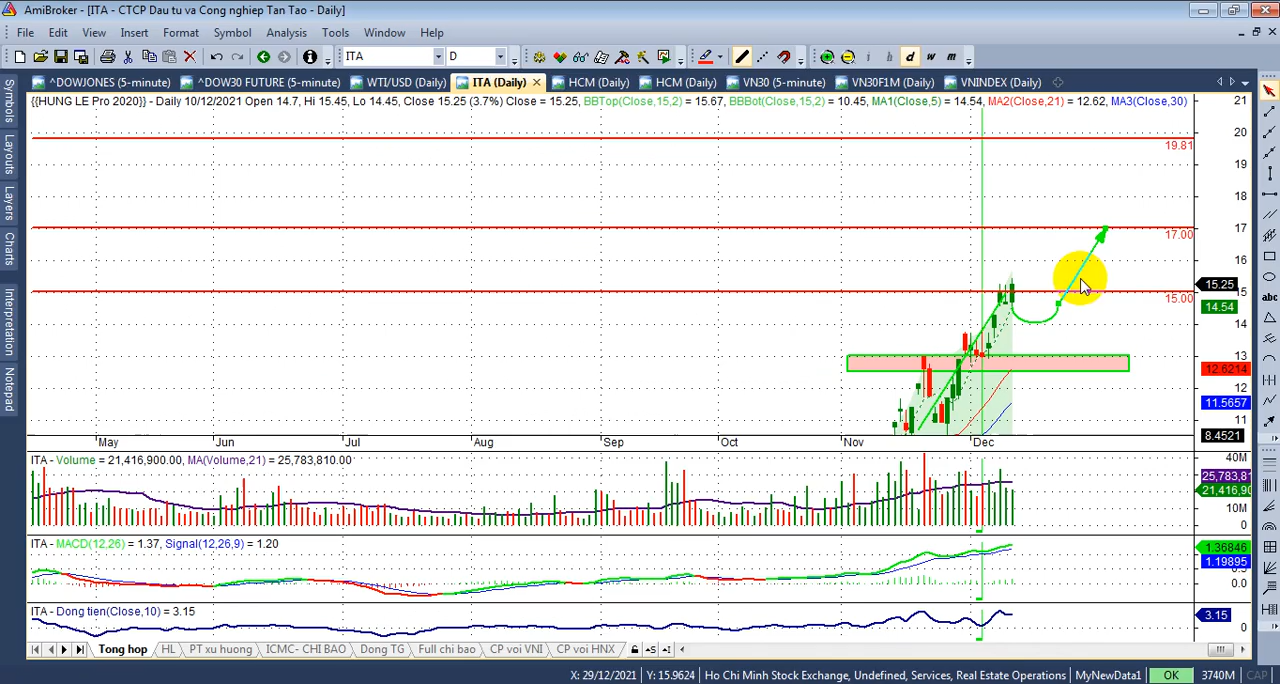 AmiBroker - [ITA - CTCP Dau tu va Cong nghiep Tan Tao - Daily]
File Edit View Insert Format Symbol Analysis Tools Window Help
ITA D i h d w m
^DOWJONES (5-minute) ^DOW30 FUTURE (5-minute) WTI/USD (Daily) ITA (Daily) HCM (Daily) HCM (Daily) VN30 (5-minute) VN30F1M (Daily) VNINDEX (Daily)
{{HUNG LE Pro 2020}} - Daily 10/12/2021 Open 14.7, Hi 15.45, Lo 14.45, Close 15.25 (3.7%) Close = 15.25, BBTop(Close,15,2) = 15.67, BBBot(Close,15,2) = 10.45, MA1(Close,5) = 14.54, MA2(Close,21) = 12.62, MA3(Close,30)
Symbols
Layouts
Layers
Charts
Interpretation
Notepad
21
20
19.81
19
18
17
17.00
16
15.25
15
15.00
14.54
14
13
12.6214
12
11.5657
11
8.4521
abc
May Jun Jul Aug Sep Oct Nov Dec
ITA - Volume = 21,416,900.00, MA(Volume,21) = 25,783,810.00
40M
25,783,81
21,416,90
10M
0
ITA - MACD(12,26) = 1.37, Signal(12,26,9) = 1.20
1.36846
1.19895
0.0
ITA - Dong tien(Close,10) = 3.15
3.15
0
Tong hop HL PT xu huong ICMC- CHI BAO Dong TG Full chi bao CP voi VNI CP voi HNX
X: 29/12/2021 Y: 15.9624 Ho Chi Minh Stock Exchange, Undefined, Services, Real Estate Operations MyNewData1 OK 3740M CAP